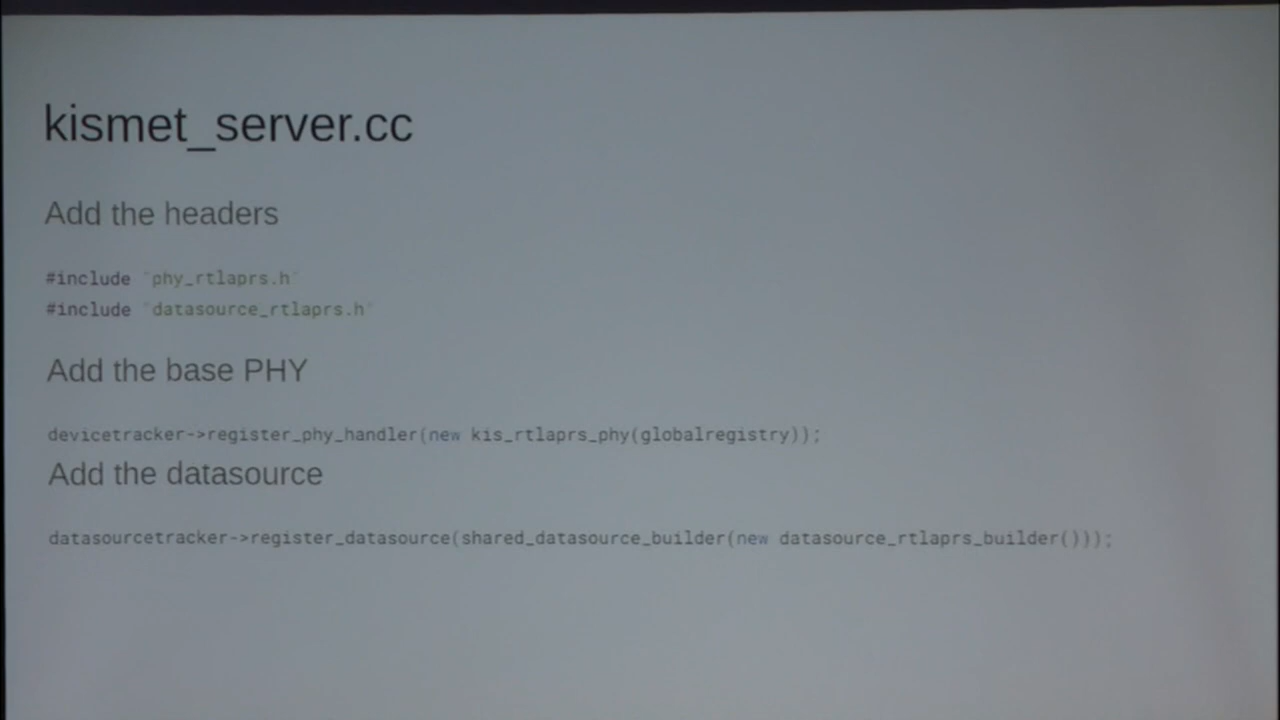 kismet_server.cc
Add the headers
#include "phy_rtlaprs.h"
#include "datasource_rtlaprs.h"
Add the base PHY
devicetracker->register_phy_handler(new kis_rtlaprs_phy(globalregistry));
Add the datasource
datasourcetracker->register_datasource(shared_datasource_builder(new datasource_rtlaprs_builder()));